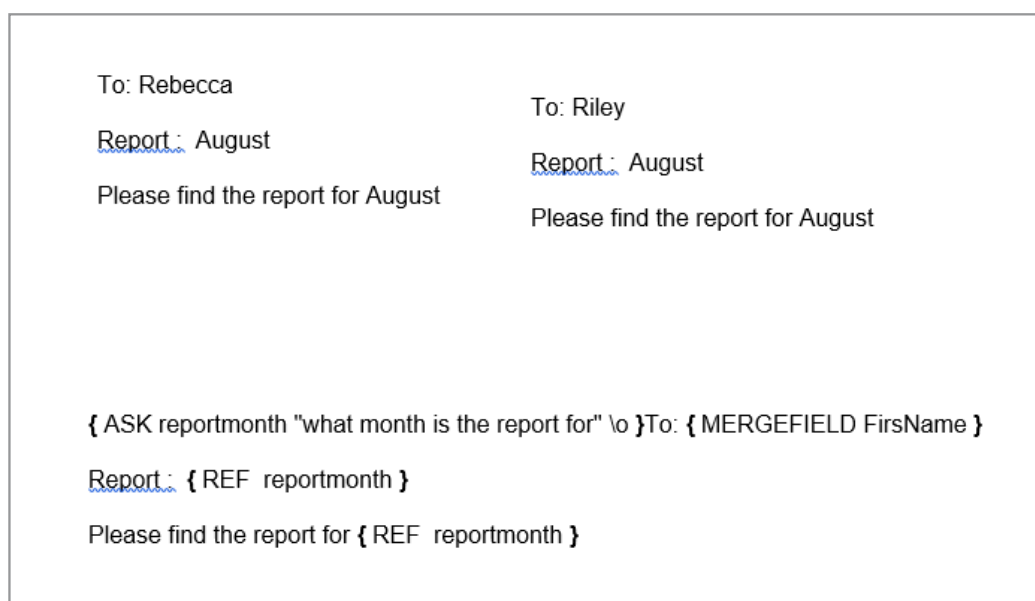 To: Rebecca
Report :  August
Please find the report for August
To: Riley
Report :  August
Please find the report for August
{ ASK reportmonth "what month is the report for" \o }To: { MERGEFIELD FirsName }
Report :  { REF  reportmonth }
Please find the report for { REF  reportmonth }